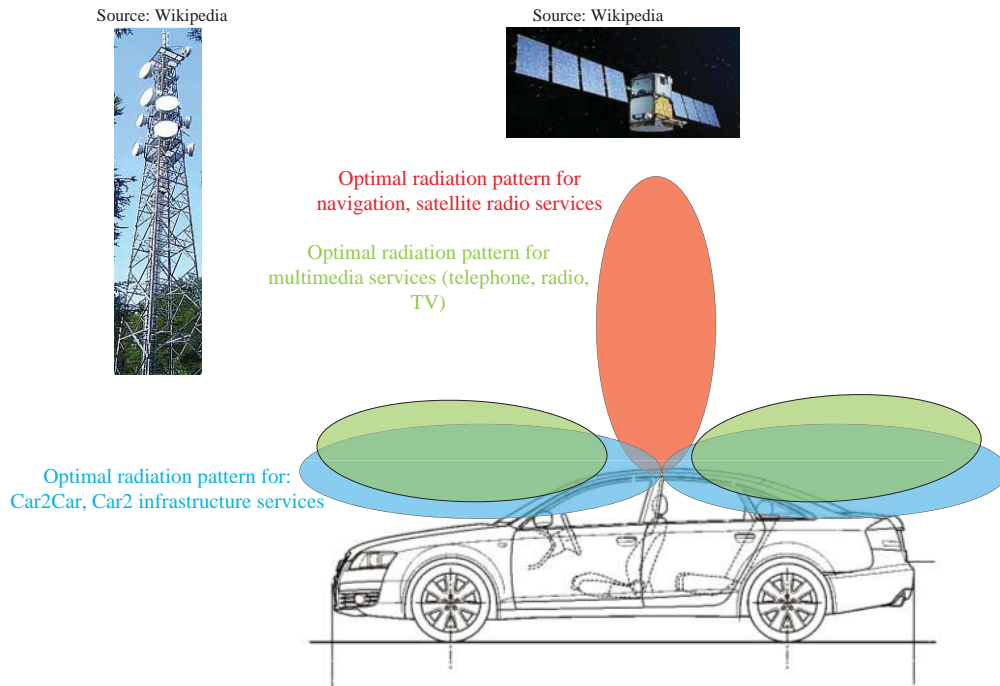 Source: Wikipedia
Source: Wikipedia
Optimal radiation pattern for
navigation, satellite radio services
Optimal radiation pattern for
multimedia services (telephone, radio,
TV)
Optimal radiation pattern for:
Car2Car, Car2 infrastructure services